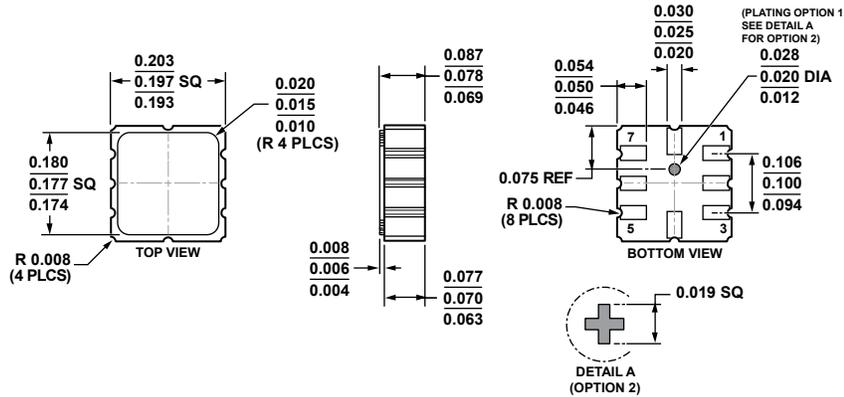 0.203
0.197 SQ
0.193
0.020
0.015
0.010
(R 4 PLCS)
0.180
0.177 SQ
0.174
R 0.008
(4 PLCS)
TOP VIEW
0.087
0.078
0.069
0.008
0.006
0.004
0.077
0.070
0.063
0.030
0.025
0.020
(PLATING OPTION 1
SEE DETAIL A
FOR OPTION 2)
0.054
0.050
0.046
0.028
0.020 DIA
0.012
7
1
0.075 REF
0.106
0.100
0.094
R 0.008
(8 PLCS)
5
3
BOTTOM VIEW
0.019 SQ
DETAIL A
(OPTION 2)